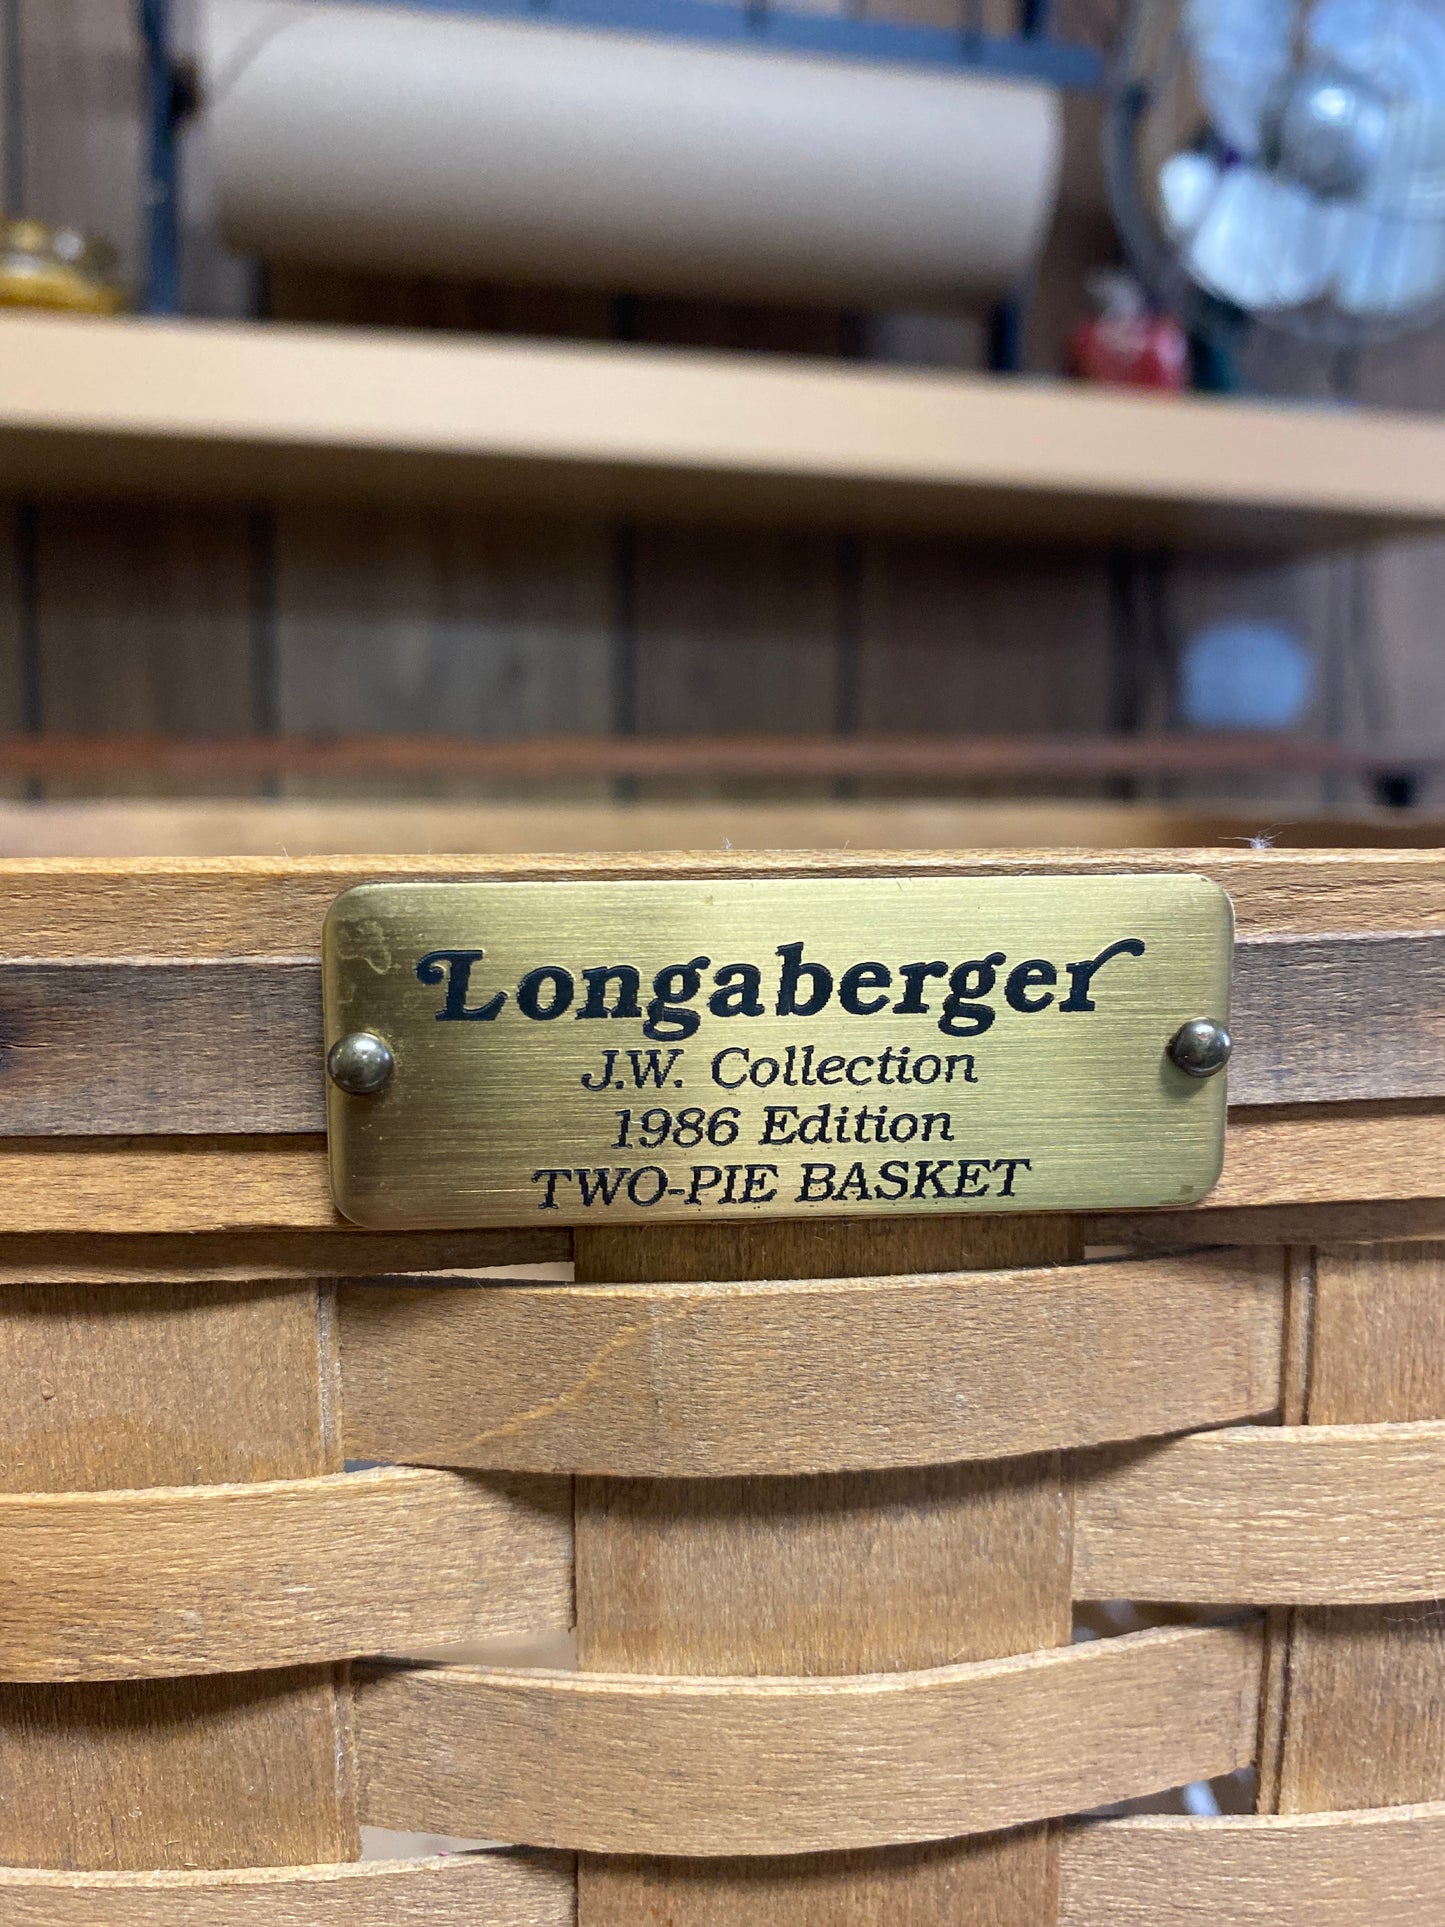 Longaberger
J.W. Collection
1986 Edition
TWO-PIE BASKET